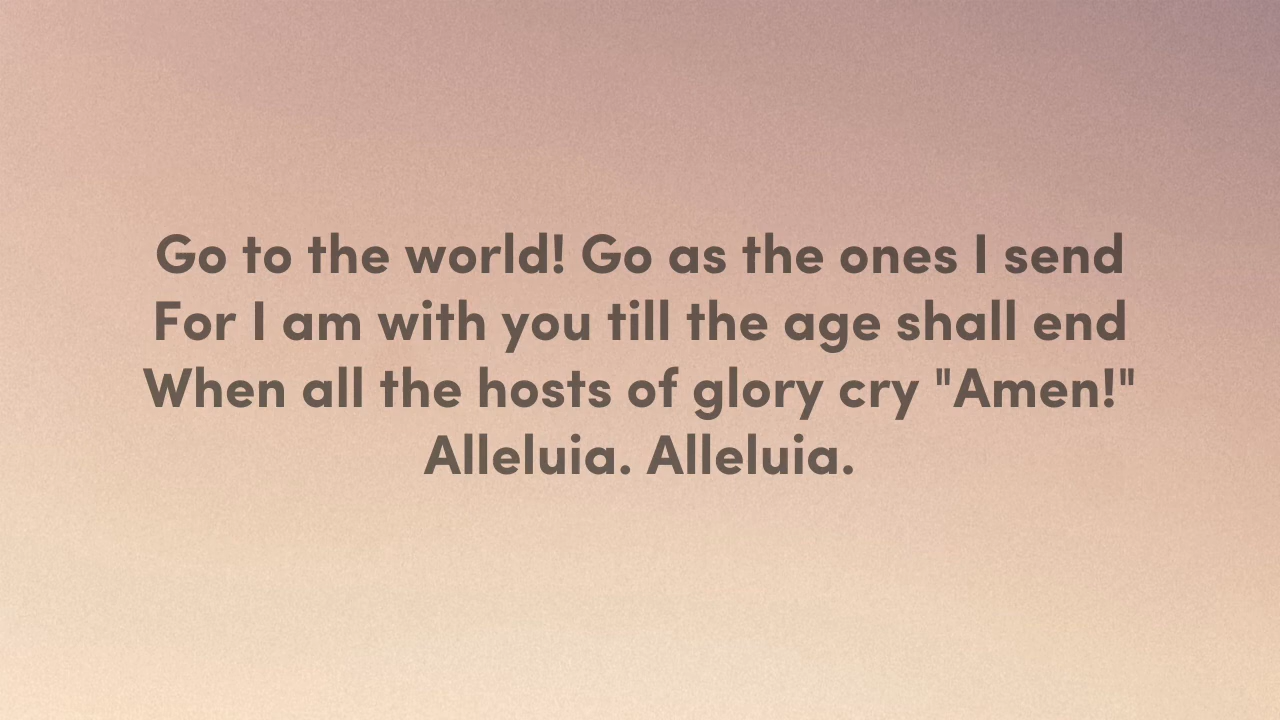 Go to the world! Go as the ones I send
For I am with you till the age shall end
When all the hosts of glory cry "Amen!"
Alleluia. Alleluia.